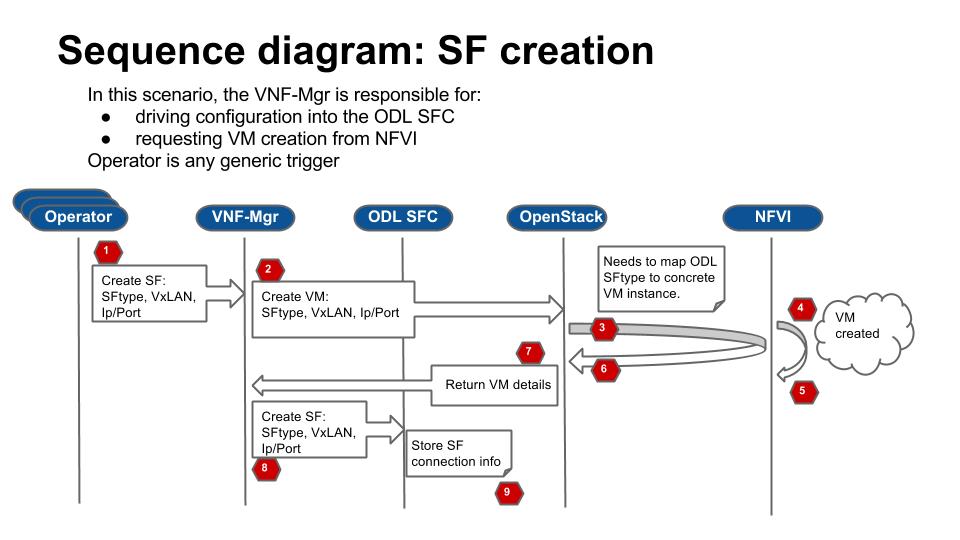 Sequence diagram: SF creation
In this scenario, the VNF-Mgr is responsible for:
● driving configuration into the ODL SFC
● requesting VM creation from NFVI
Operator is any generic trigger
Operator
VNF-Mgr
ODL SFC
OpenStack
NFVI
1
Create SF:
SFtype, VxLAN,
Ip/Port
2
Create VM:
SFtype, VxLAN, Ip/Port
Needs to map ODL
SFtype to concrete
VM instance.
3
4
VM
created
5
6
7
Return VM details
Create SF:
SFtype, VxLAN,
Ip/Port
8
Store SF
connection info
9